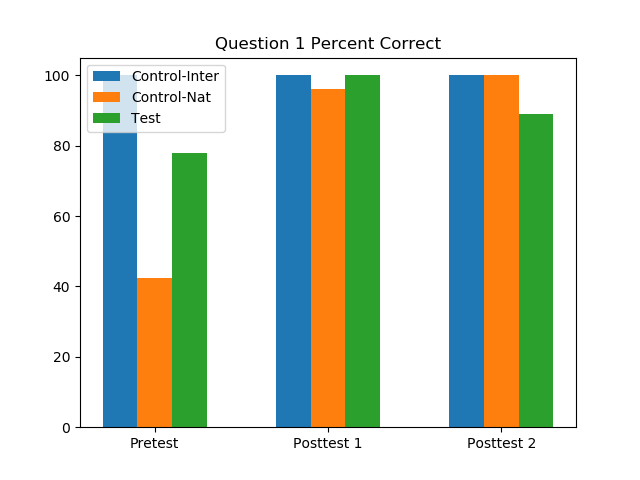 Question 1 Percent Correct
Control-Inter
Control-Nat
Test
100
80
60
40
20
0
Pretest
Posttest 1
Posttest 2